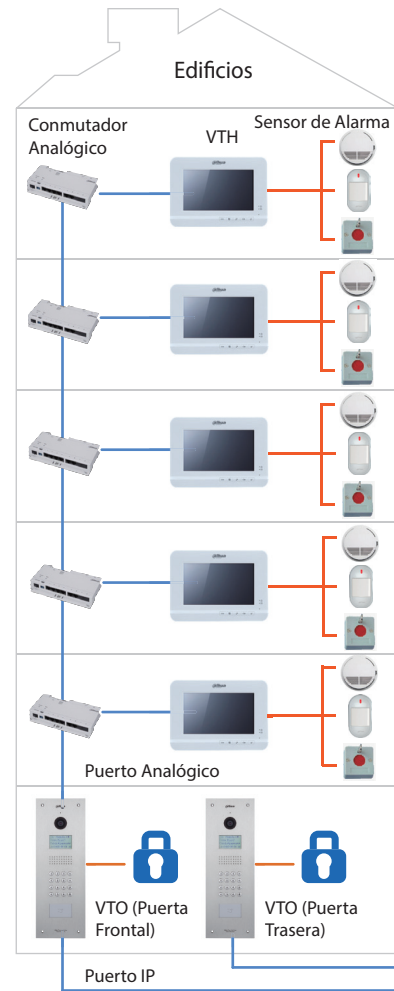 Edificios
Conmutador
Analógico
VTH
Sensor de Alarma
Puerto Analógico
VTO (Puerta
Frontal)
VTO (Puerta
Trasera)
Puerto IP